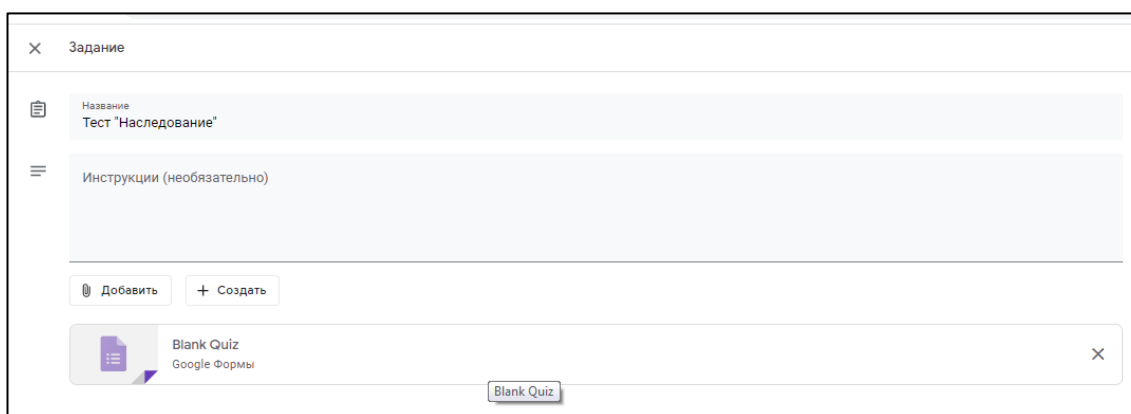 Задание
Название
Тест "Наследование"
Инструкции (необязательно)
Добавить
Создать
Blank Quiz
Google Формы
Blank Quiz